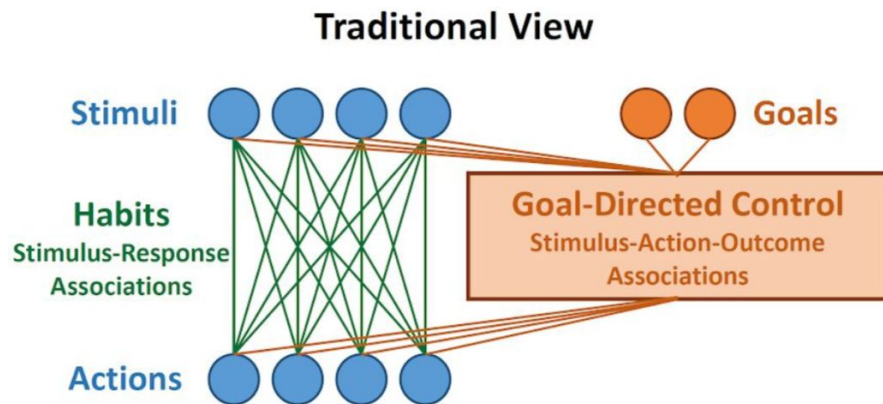 Traditional View
Stimuli
Goals
Habits
Stimulus-Response
Associations
Goal-Directed Control
Stimulus-Action-Outcome
Associations
Actions